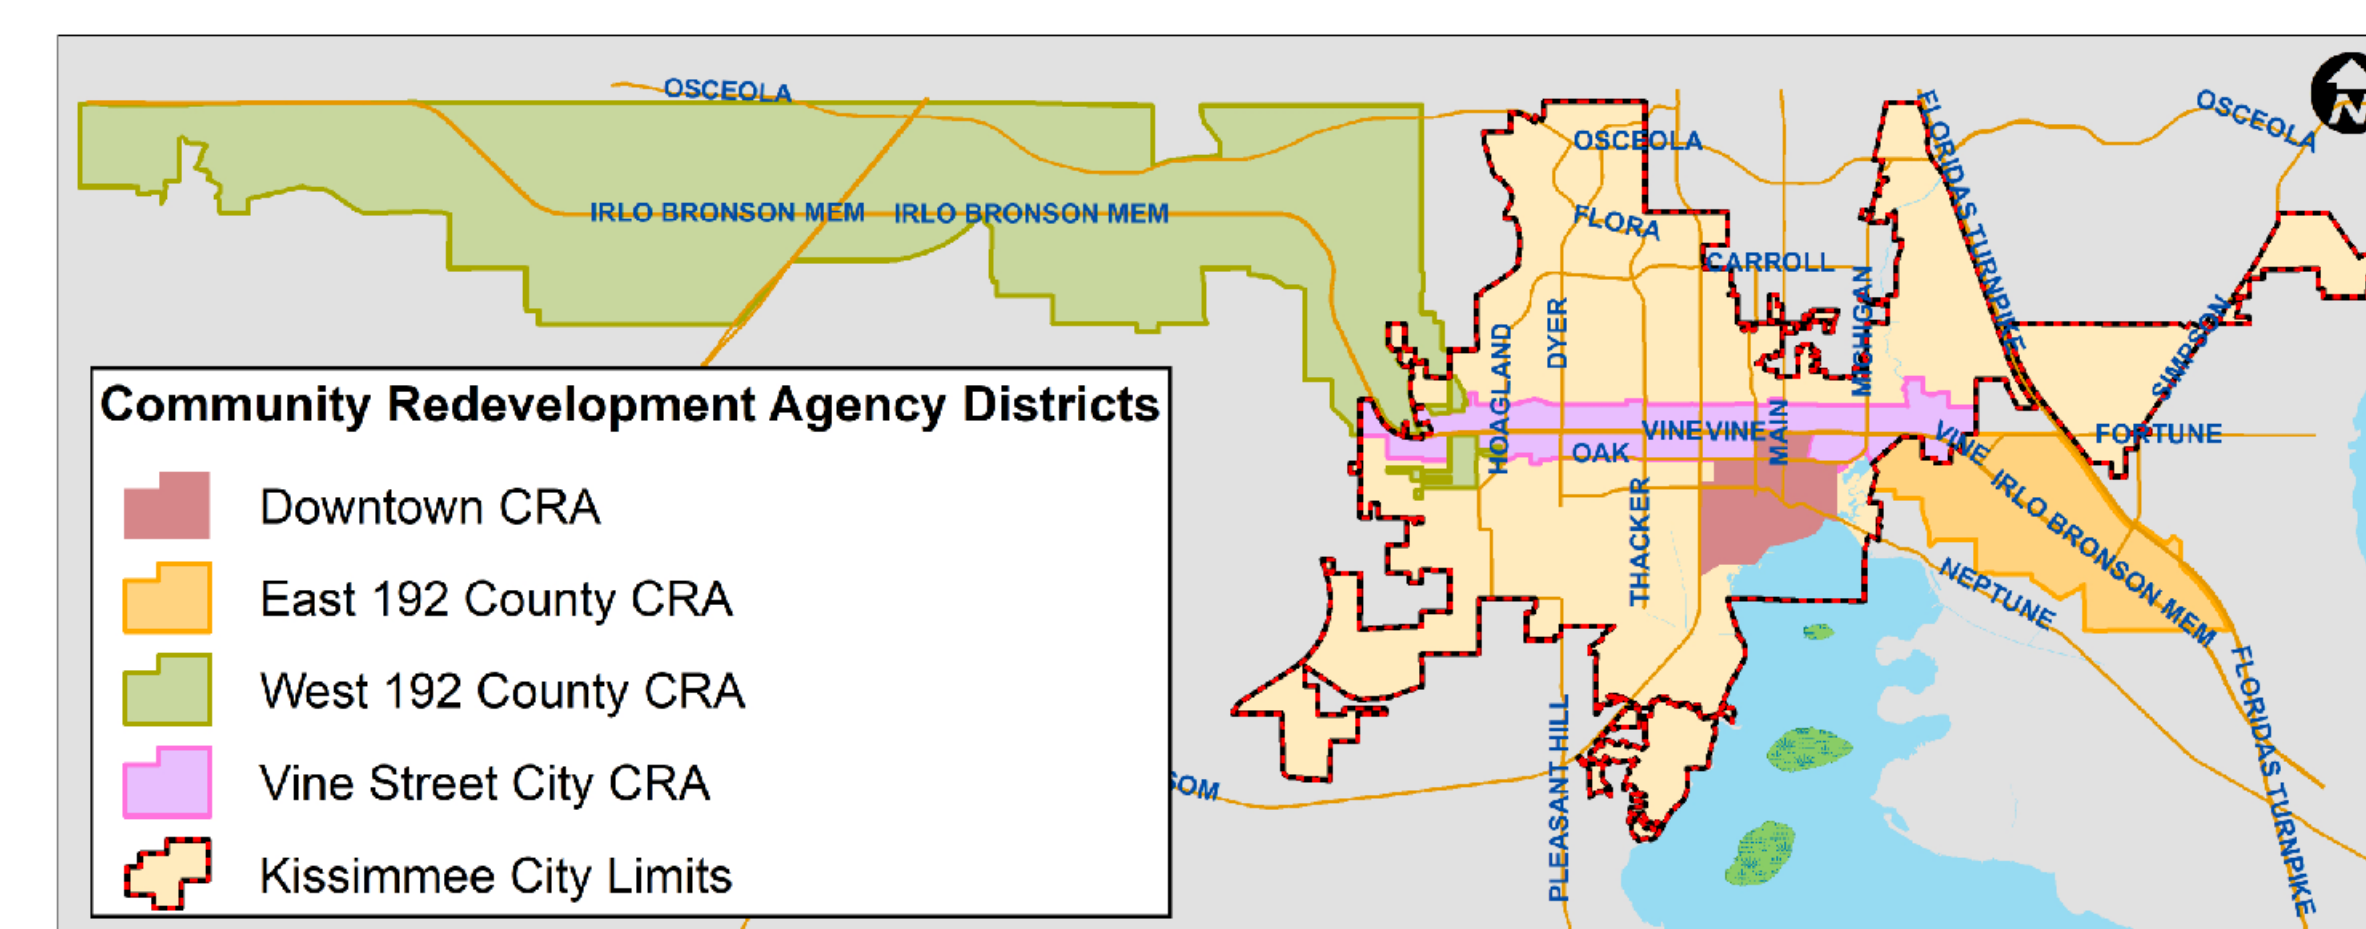 OSCEOLA
OSCEOLA
OSCEOLA
N
IRLO BRONSON MEM
IRLO BRONSON MEM
FLORA
CARROLL
FLORIDAS TURNPIKE
MICHIGAN
DYER
HOAGLAND
SIMPSON
VINE
VINE
MAIN
OAK
VINE
FORTUNE
IRLO BRONSON MEM
THACKER
NEPTUNE
PLEASANT HILL
FLORIDAS TURNPIKE
SOM
Community Redevelopment Agency Districts
Downtown CRA
East 192 County CRA
West 192 County CRA
Vine Street City CRA
Kissimmee City Limits